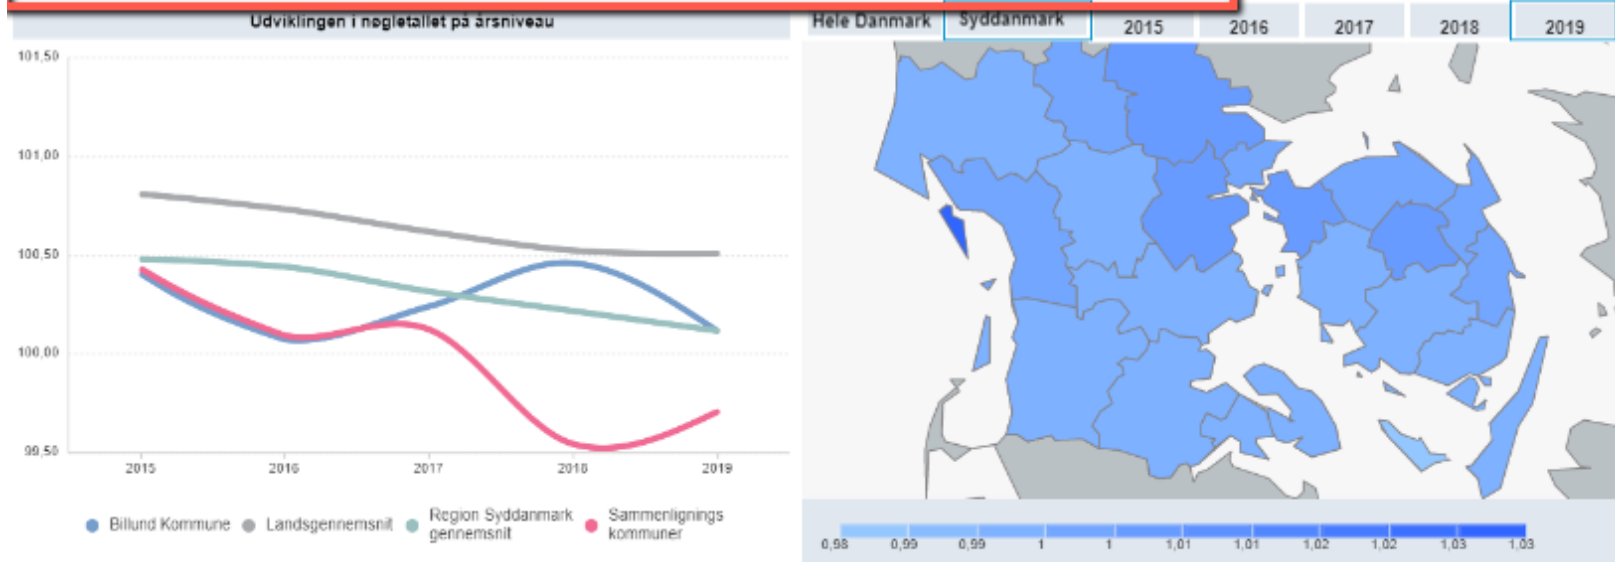 Udviklingen i nøgletallet på årsniveau
101,50
101,00
100,50
100,00
99,50
2015 2016 2017 2018 2019
Billund Kommune Landsgennemsnit Region Syddanmark gennemsnit Sammenlignings kommuner
Hele Danmark Syddanmark 2015 2016 2017 2018 2019
0,98 0,99 0,99 1 1 1,01 1,01 1,02 1,02 1,03 1,03